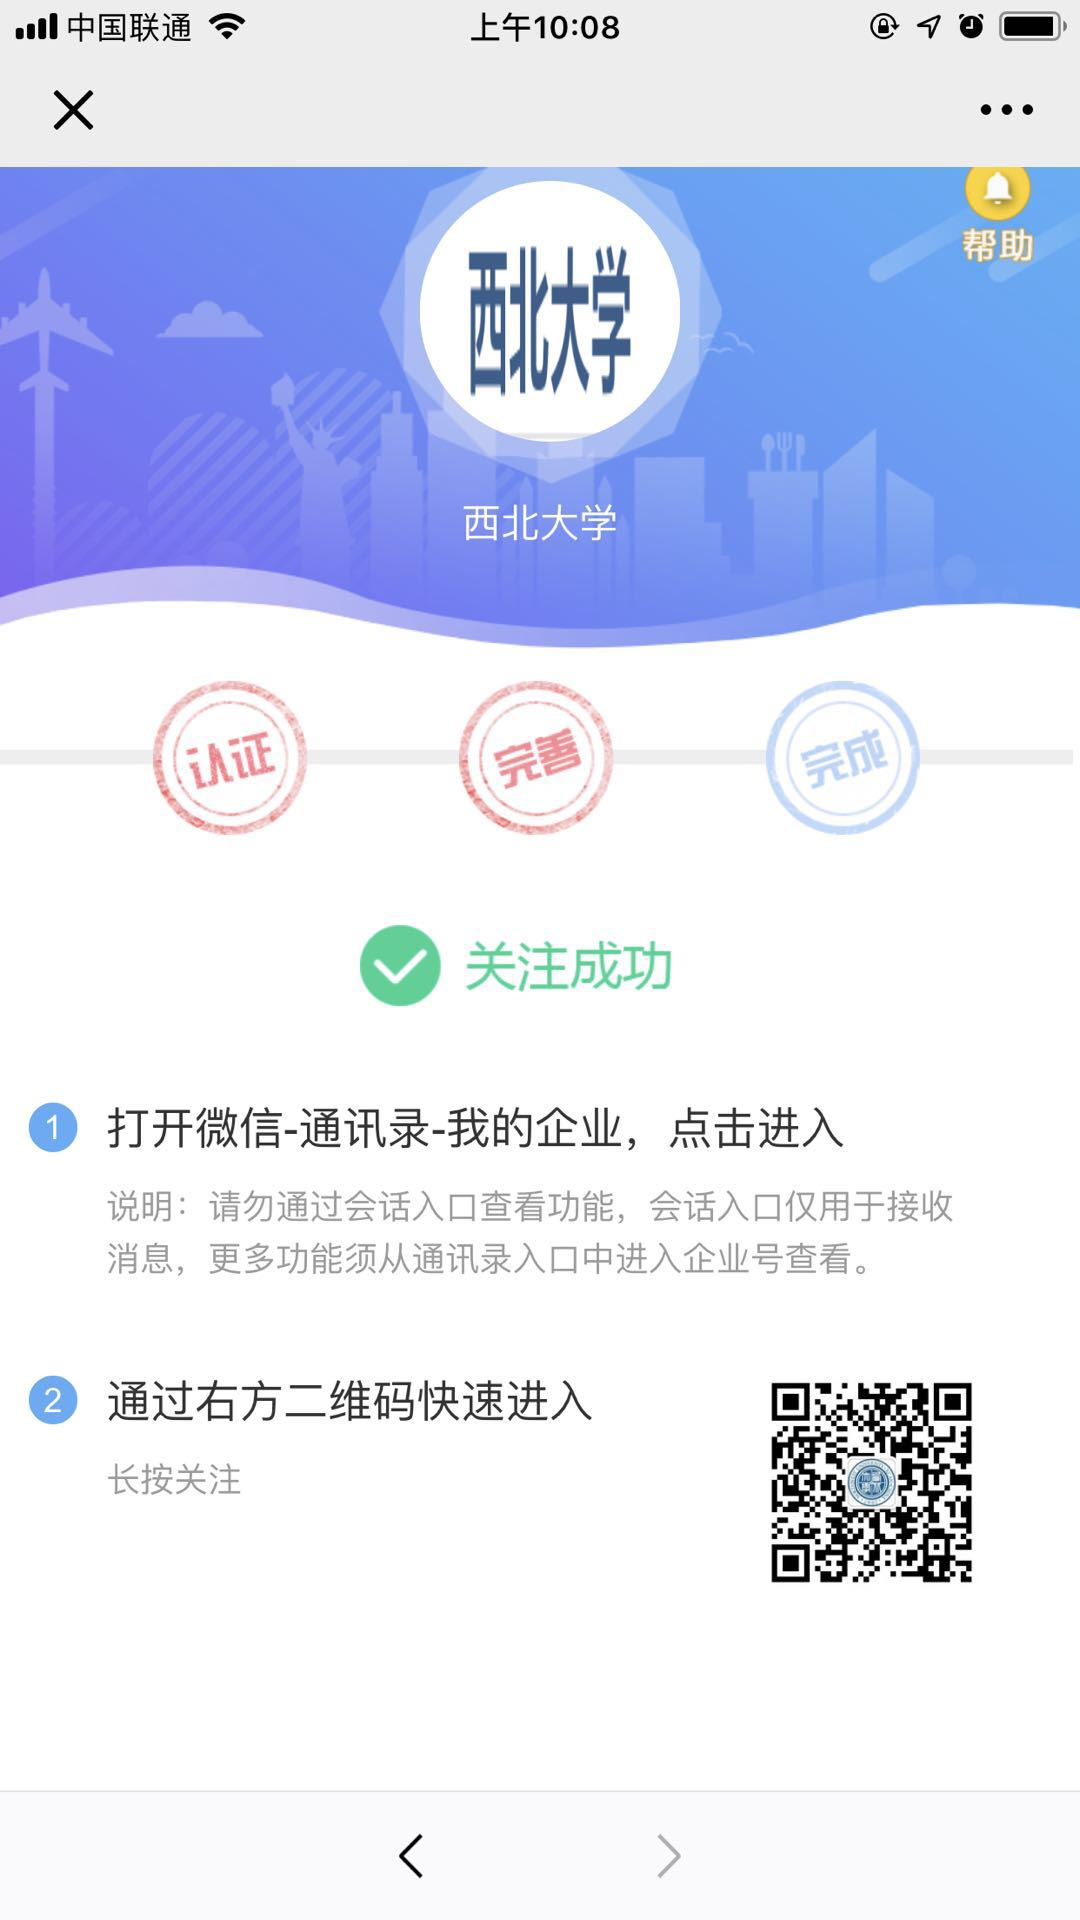 中国联通
上午10:08
帮助
西北大学
西北大学
认证
完善
完成
关注成功
1
打开微信-通讯录-我的企业，点击进入
说明：请勿通过会话入口查看功能，会话入口仅用于接收
消息，更多功能须从通讯录入口中进入企业号查看。
2
通过右方二维码快速进入
长按关注